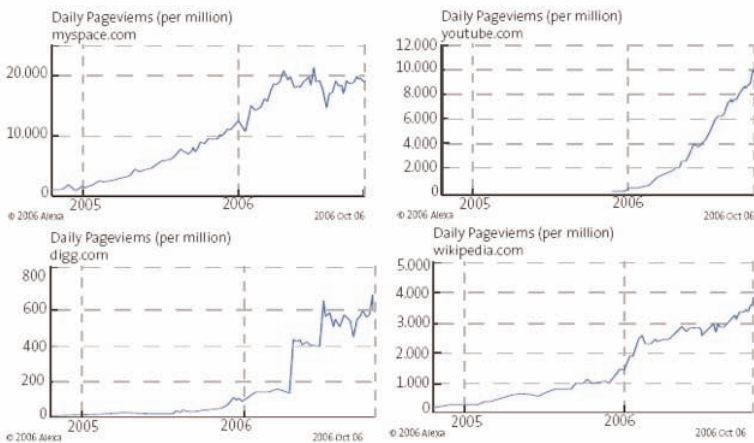 Daily Pageviems (per million)
myspace.com
20.000
10.000
0
2005
2006
© 2006 Alexa
2006 Oct 06
Daily Pageviems (per million)
youtube.com
12.000
10.000
8.000
6.000
4.000
2.000
0
2005
2006
© 2006 Alexa
2006 Oct 06
Daily Pageviems (per million)
digg.com
800
600
400
200
0
2005
2006
© 2006 Alexa
2006 Oct 06
Daily Pageviems (per million)
wikipedia.com
5.000
4.000
3.000
2.000
1.000
0
2005
2006
© 2006 Alexa
2006 Oct 06